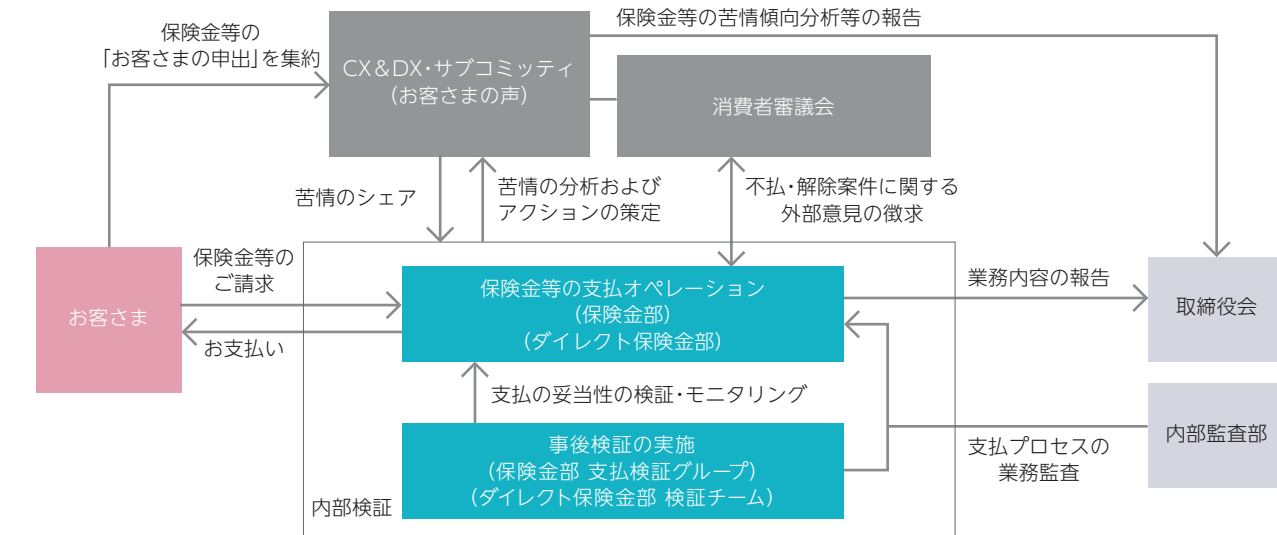 保険金等の苦情傾向分析等の報告
保険金等の
「お客さまの申出」を集約
CX＆DX・サブコミッティ
（お客さまの声）
消費者審議会
苦情のシェア
苦情の分析および
アクションの策定
不払・解除案件に関する
外部意見の徴求
お客さま
保険金等の
ご請求
お支払い
保険金等の支払オペレーション
（保険金部）
（ダイレクト保険金部）
業務内容の報告
取締役会
支払の妥当性の検証・モニタリング
事後検証の実施
（保険金部 支払検証グループ）
（ダイレクト保険金部 検証チーム）
内部検証
支払プロセスの
業務監査
内部監査部